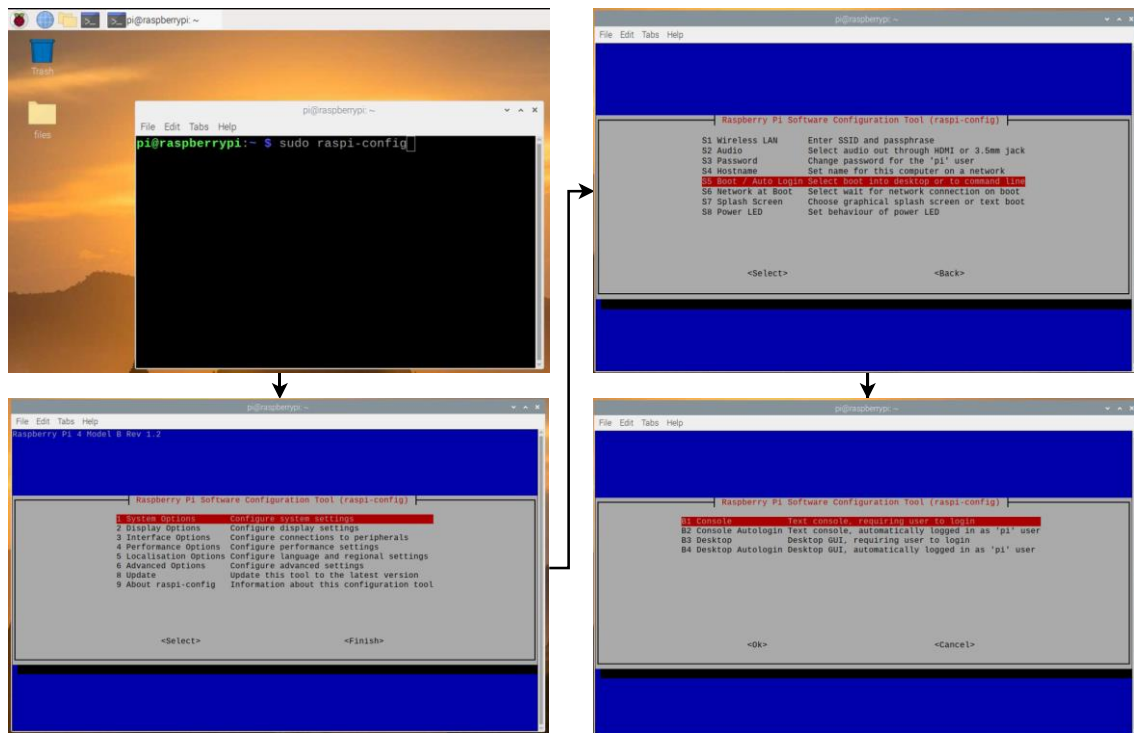 pi@raspberrypi: ~
Trash
files
pi@raspberrypi: ~
File Edit Tabs Help
pi@raspberrypi:~ $ sudo raspi-config
pi@raspberrypi: ~
File Edit Tabs Help
Raspberry Pi 4 Model B Rev 1.2
Raspberry Pi Software Configuration Tool (raspi-config)
1 System Options Configure system settings
2 Display Options Configure display settings
3 Interface Options Configure connections to peripherals
4 Performance Options Configure performance settings
5 Localisation Options Configure language and regional settings
6 Advanced Options Configure advanced settings
8 Update Update this tool to the latest version
9 About raspi-config Information about this configuration tool
<Select> <Finish>
pi@raspberrypi: ~
File Edit Tabs Help
Raspberry Pi Software Configuration Tool (raspi-config)
S1 Wireless LAN Enter SSID and passphrase
S2 Audio Select audio out through HDMI or 3.5mm jack
S3 Password Change password for the 'pi' user
S4 Hostname Set name for this computer on a network
S5 Boot / Auto Login Select boot into desktop or to command line
S6 Network at Boot Select wait for network connection on boot
S7 Splash Screen Choose graphical splash screen or text boot
S8 Power LED Set behaviour of power LED
<Select> <Back>
pi@raspberrypi: ~
File Edit Tabs Help
Raspberry Pi Software Configuration Tool (raspi-config)
B1 Console Text console, requiring user to login
B2 Console Autologin Text console, automatically logged in as 'pi' user
B3 Desktop Desktop GUI, requiring user to login
B4 Desktop Autologin Desktop GUI, automatically logged in as 'pi' user
<Ok> <Cancel>